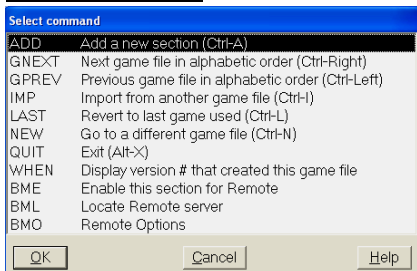 Select command
ADD Add a new section (Ctrl-A)
GNEXT Next game file in alphabetic order (Ctrl-Right)
GPREV Previous game file in alphabetic order (Ctrl-Left)
IMP Import from another game file (Ctrl-I)
LAST Revert to last game used (Ctrl-L)
NEW Go to a different game file (Ctrl-N)
QUIT Exit (Alt-X)
WHEN Display version # that created this game file
BME Enable this section for Remote
BML Locate Remote server
BMO Remote Options
OK Cancel Help